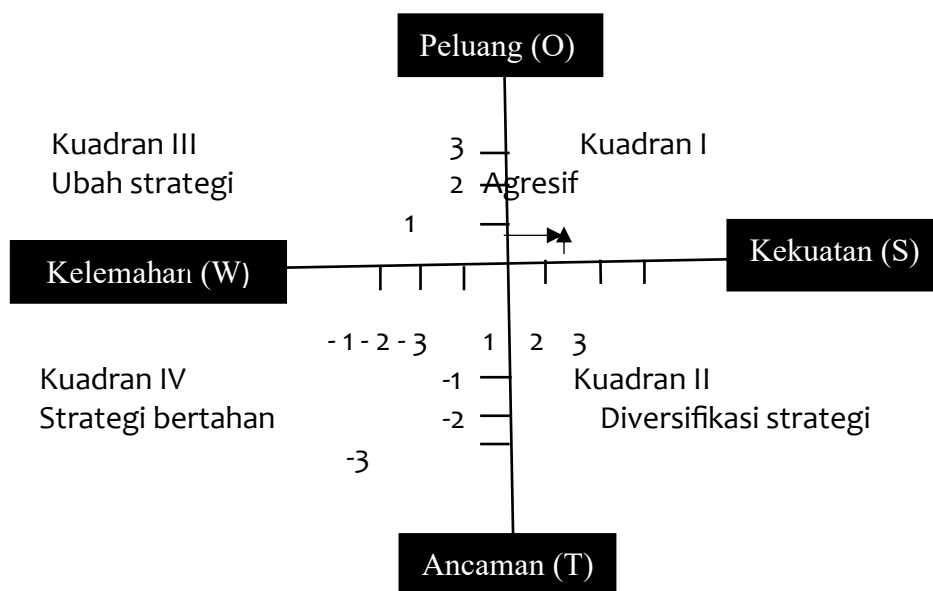 Peluang (O)
Kuadran III
Ubah strategi
3
2
1
Kuadran I
Agresif
Kelemahan (W)
Kekuatan (S)
- 1 - 2 - 3
1 2 3
Kuadran IV
Strategi bertahan
-1
-2
-3
Kuadran II
Diversifikasi strategi
Ancaman (T)